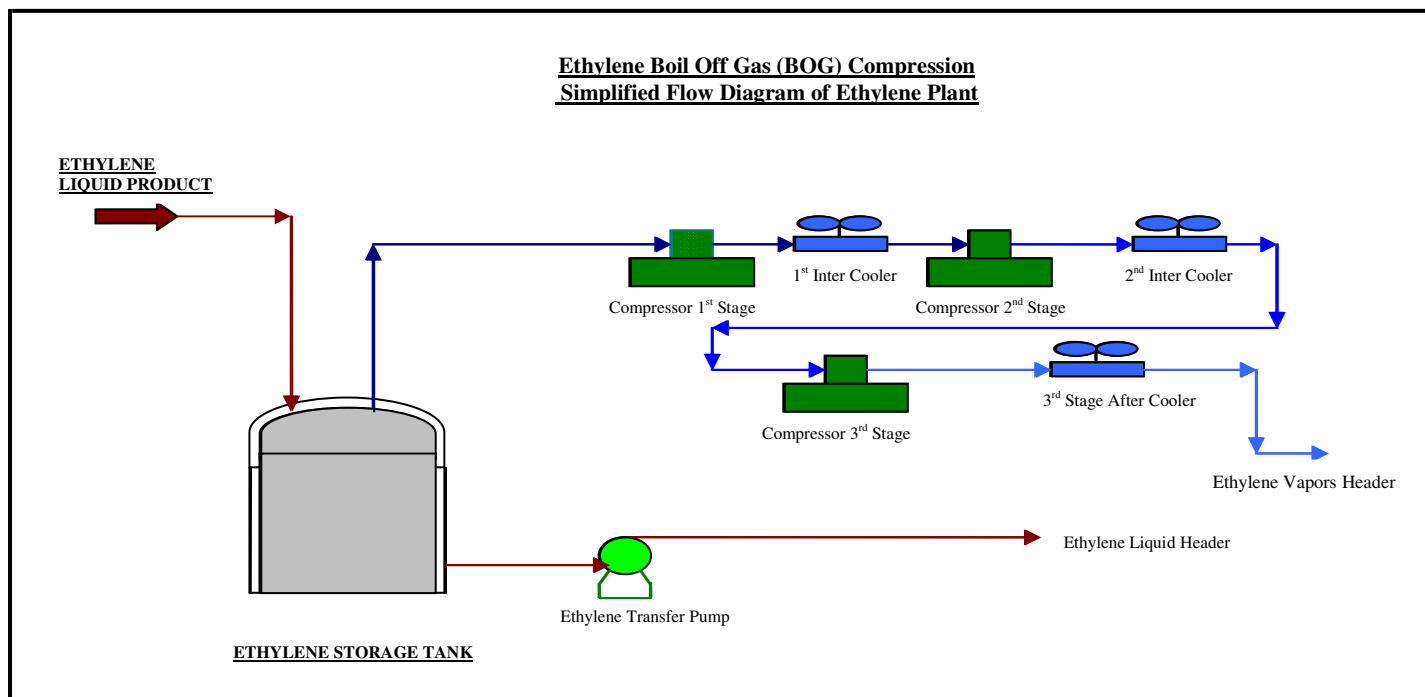 Ethylene Boil Off Gas (BOG) Compression
Simplified Flow Diagram of Ethylene Plant
ETHYLENE
LIQUID PRODUCT
1st Inter Cooler
2nd Inter Cooler
Compressor 1st Stage
Compressor 2nd Stage
3rd Stage After Cooler
Compressor 3rd Stage
Ethylene Vapors Header
Ethylene Liquid Header
Ethylene Transfer Pump
ETHYLENE STORAGE TANK